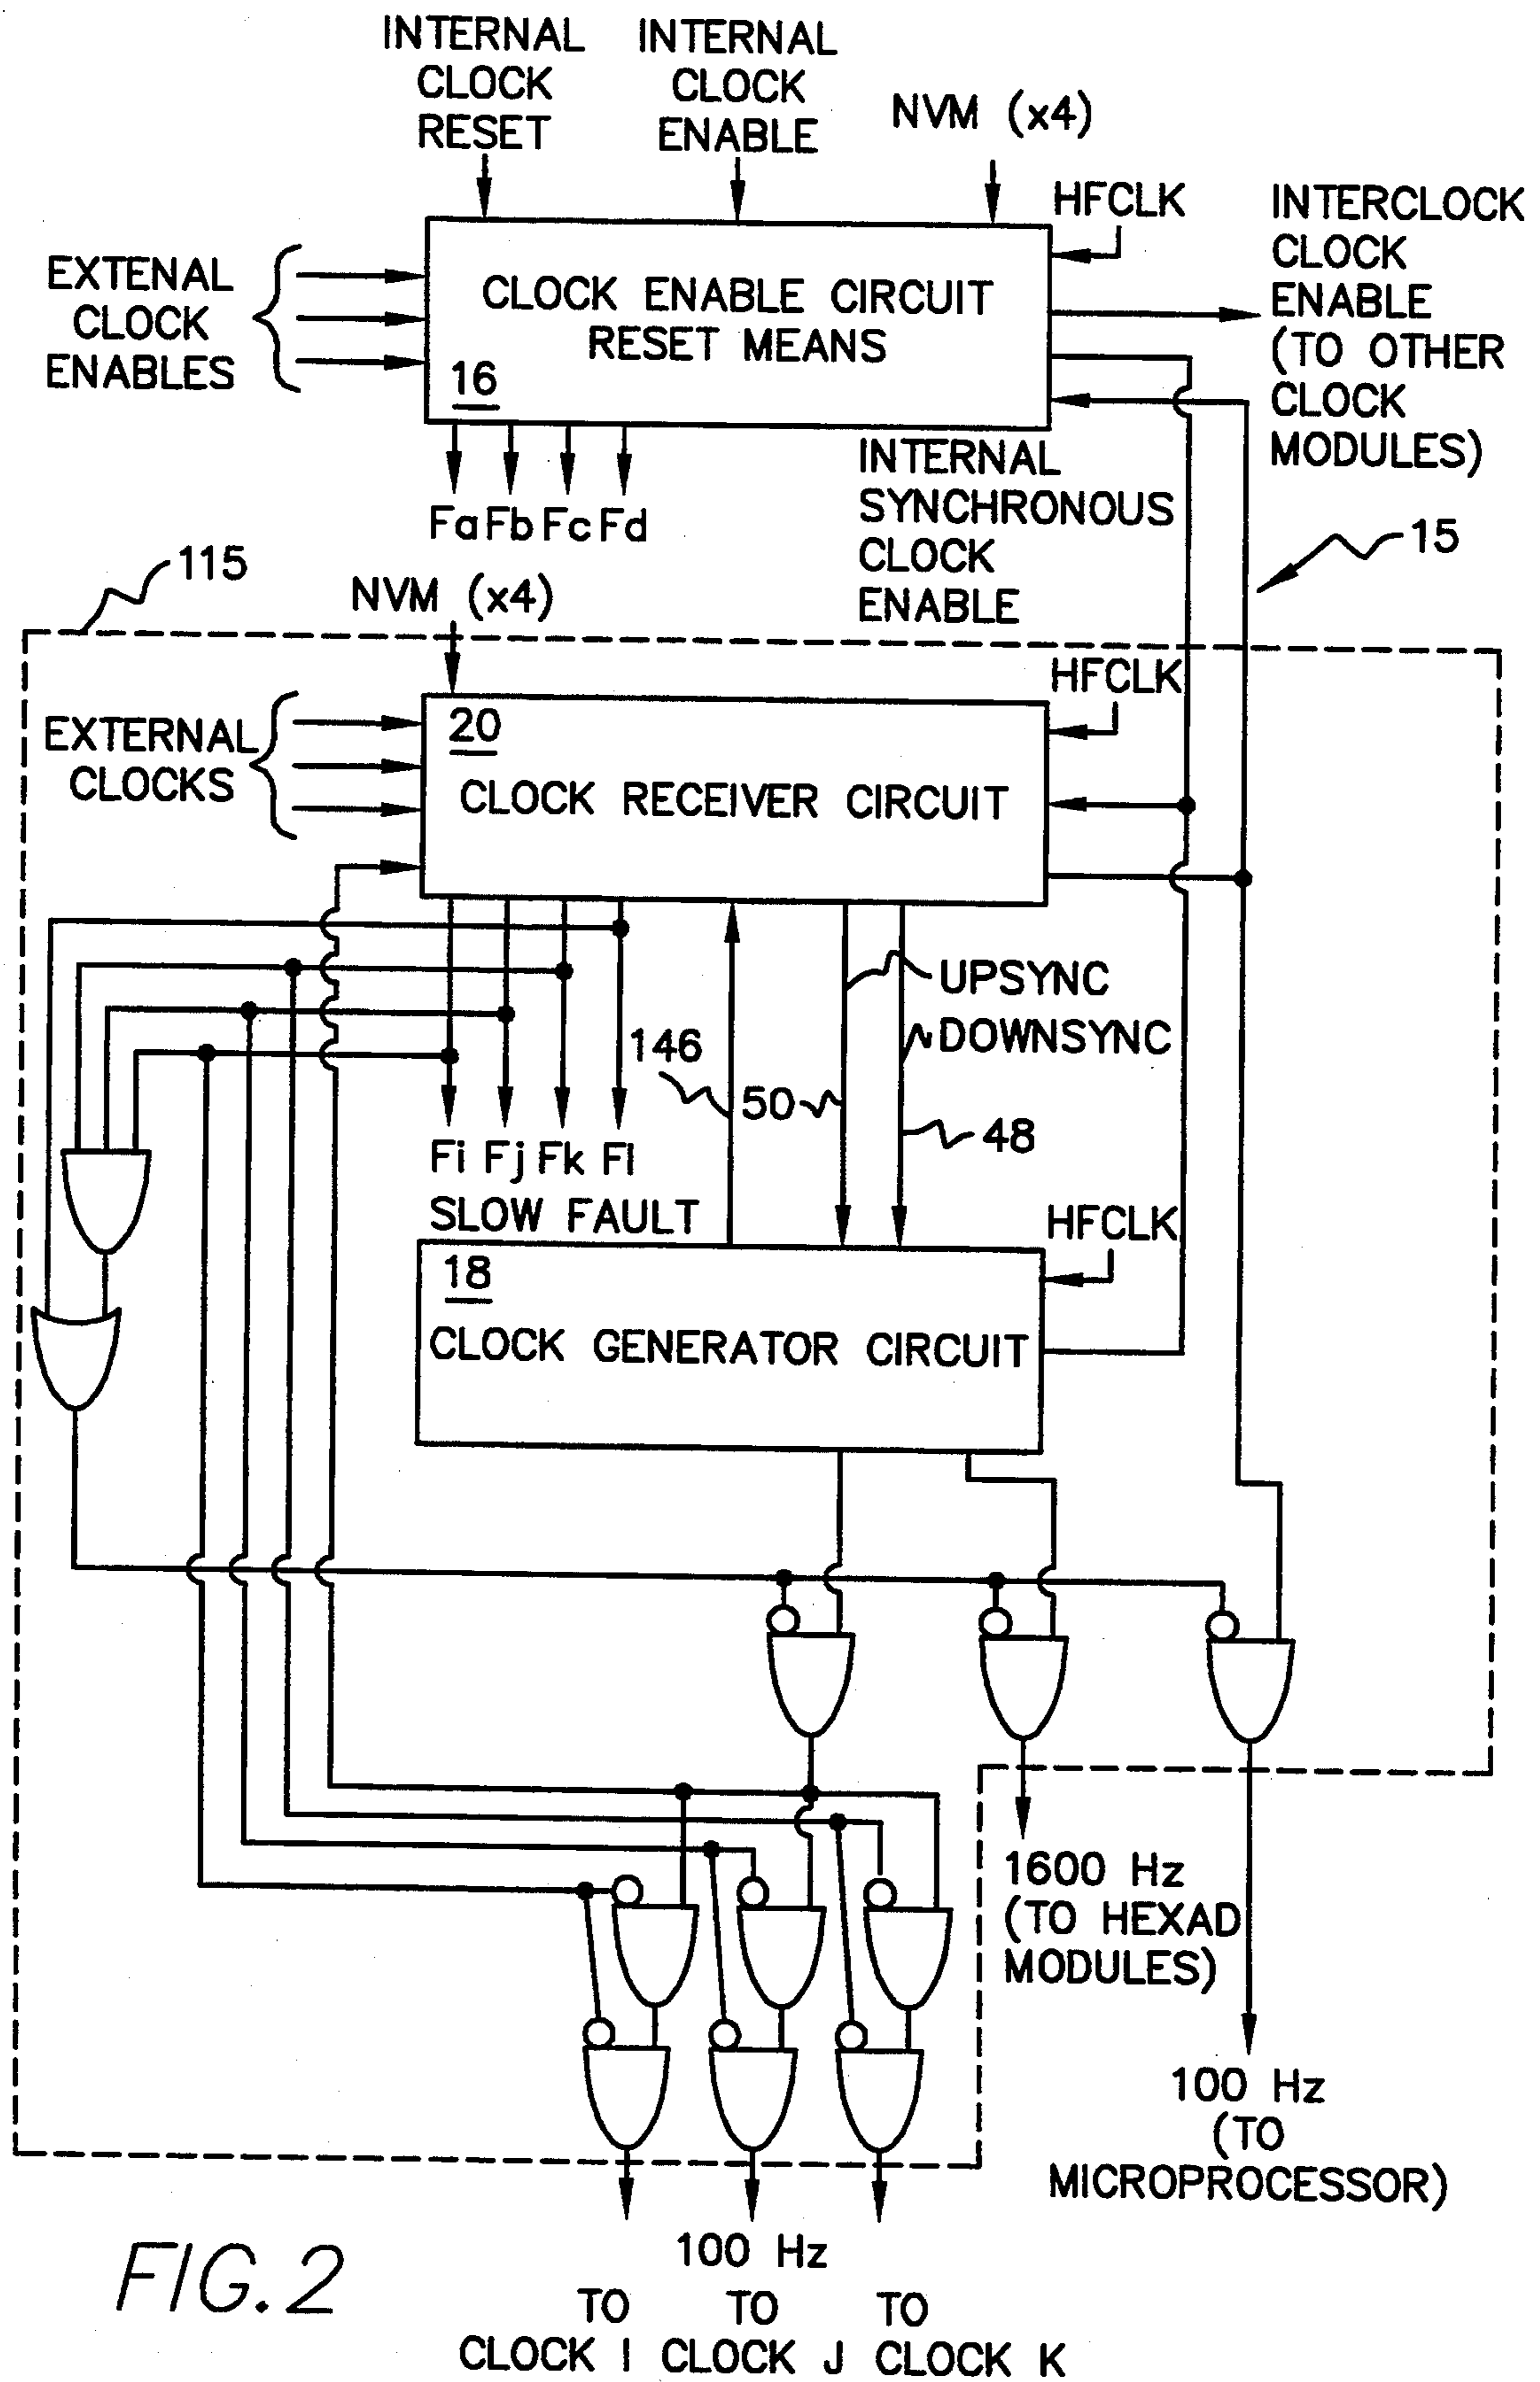 INTERNAL
CLOCK
RESET
INTERNAL
CLOCK
ENABLE
NVM (x4)
HFCLK
INTERCLOCK
CLOCK
ENABLE
(TO OTHER
CLOCK
MODULES)
EXTENAL
CLOCK
ENABLES
CLOCK ENABLE CIRCUIT
RESET MEANS
16
Fa Fb Fc Fd
INTERNAL
SYNCHRONOUS
CLOCK
ENABLE
15
115
NVM (x4)
HFCLK
EXTERNAL
CLOCKS
20
CLOCK RECEIVER CIRCUIT
UPSYNC
DOWNSYNC
146
50
48
Fi Fj Fk Fl
SLOW FAULT
HFCLK
18
CLOCK GENERATOR CIRCUIT
1600 Hz
(TO HEXAD
MODULES)
100 Hz
(TO
MICROPROCESSOR)
100 Hz
TO TO TO
CLOCK I CLOCK J CLOCK K
FIG. 2